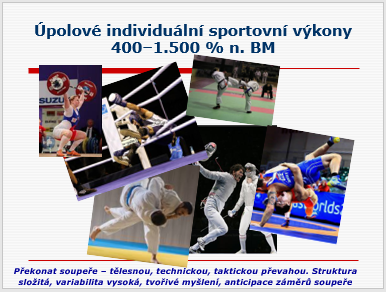 Úpolové individuální sportovní výkony
400–1.500 % n. BM
SUZU
Překonat soupeře – tělesnou, technickou, taktickou převahou. Struktura
složitá, variabilita vysoká, tvořivé myšlení, anticipace záměrů soupeře